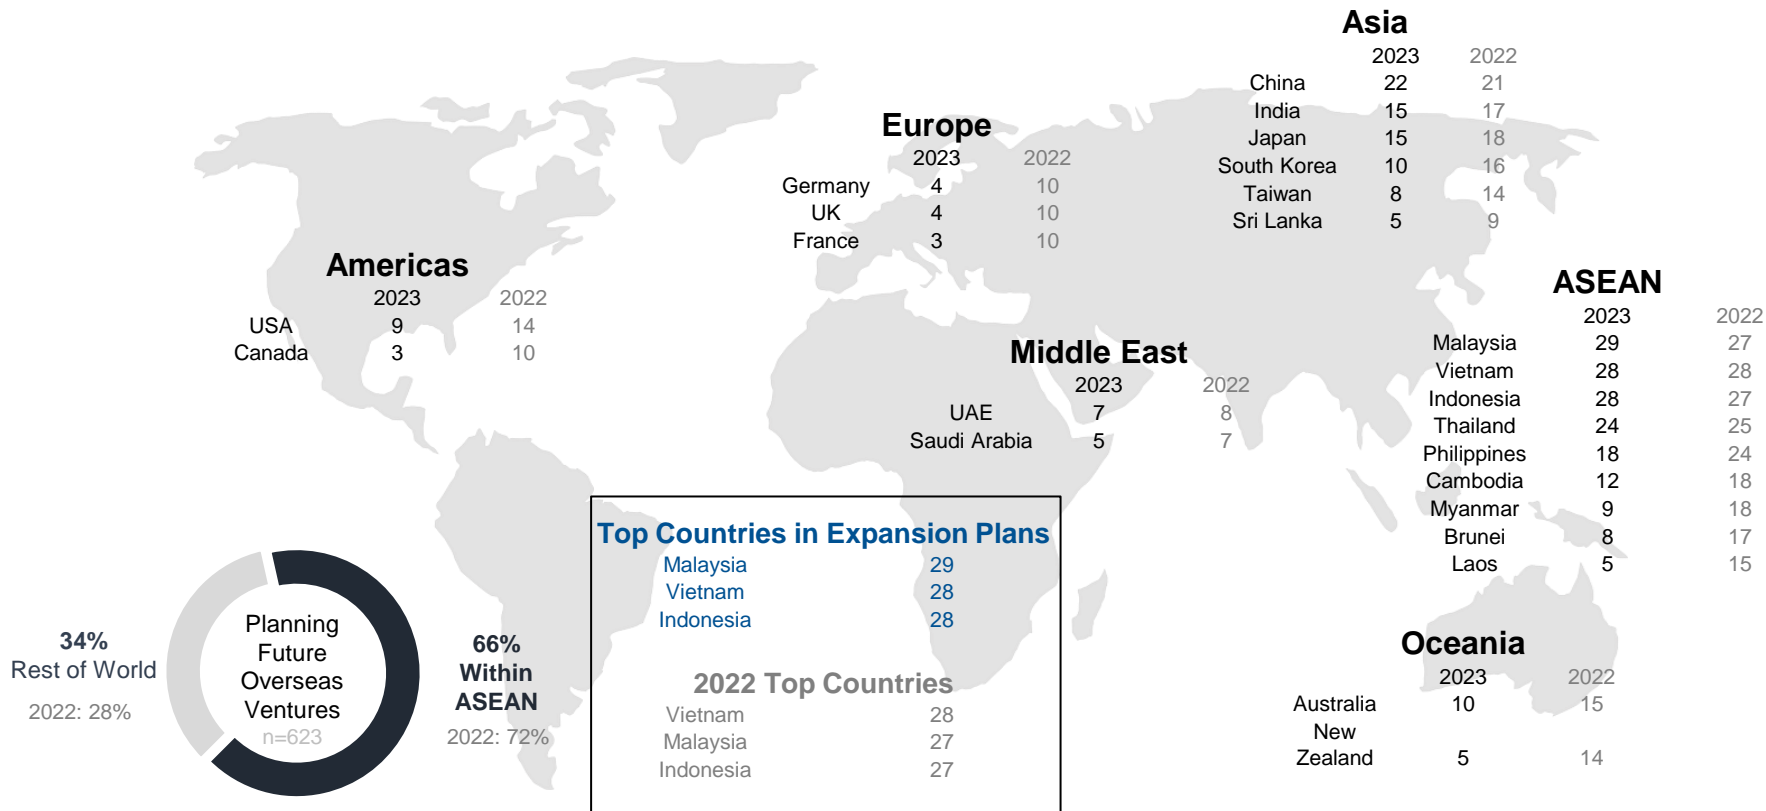 Asia
2023 2022
China 22 21
India 15 17
Japan 15 18
South Korea 10 16
Taiwan 8 14
Sri Lanka 5 9
Europe
2023 2022
Germany 4 10
UK 4 10
France 3 10
Americas
2023 2022
USA 9 14
Canada 3 10
ASEAN
2023 2022
Malaysia 29 27
Vietnam 28 28
Indonesia 28 27
Thailand 24 25
Philippines 18 24
Cambodia 12 18
Myanmar 9 18
Brunei 8 17
Laos 5 15
Middle East
2023 2022
UAE 7 8
Saudi Arabia 5 7
Top Countries in Expansion Plans
Malaysia 29
Vietnam 28
Indonesia 28
2022 Top Countries
Vietnam 28
Malaysia 27
Indonesia 27
34%
Rest of World
2022: 28%
Planning
Future
Overseas
Ventures
n=623
66%
Within
ASEAN
2022: 72%
Oceania
2023 2022
Australia 10 15
New
Zealand 5 14